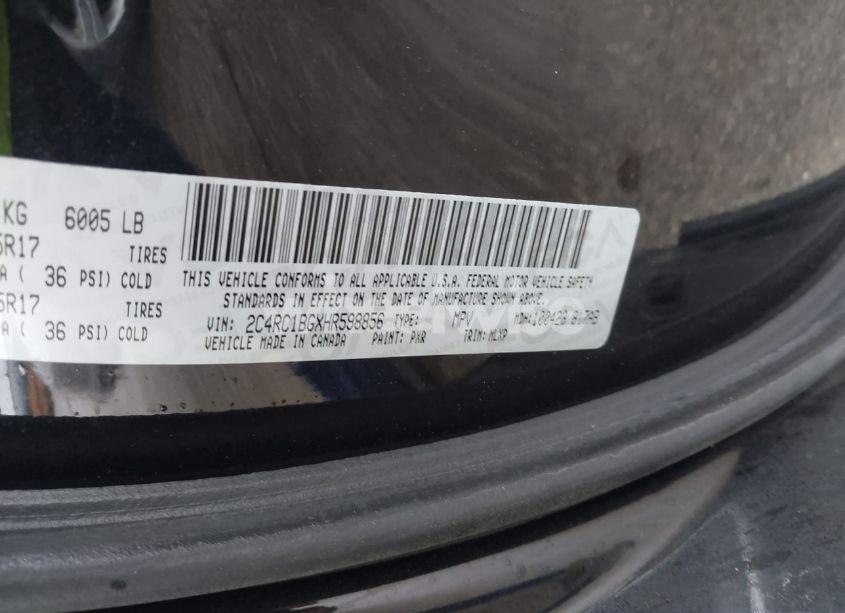 KG 6005 LB
5R17 TIRES
A ( 36 PSI) COLD
5R17 TIRES
A ( 36 PSI) COLD
THIS VEHICLE CONFORMS TO ALL APPLICABLE U.S.A. FEDERAL MOTOR VEHICLE SAFETY
STANDARDS IN EFFECT ON THE DATE OF MANUFACTURE SHOWN ABOVE.
VIN: 2C4RC1BGXHR598856 TYPE: MPV MDH:
VEHICLE MADE IN CANADA PAINT: PXR TRIM: